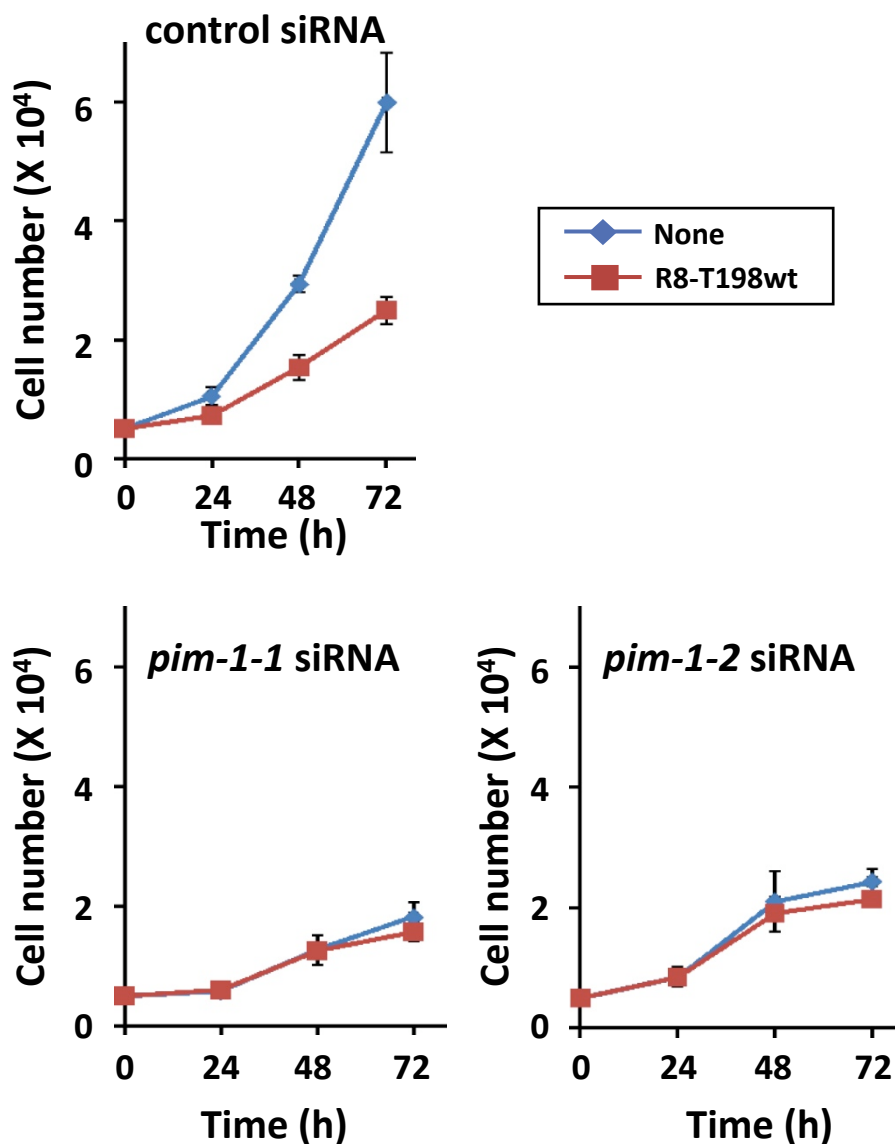 control siRNA
Cell number (X 10⁴)
6
4
2
0
0 24 48 72
Time (h)
None
R8-T198wt
pim-1-1 siRNA
Cell number (X 10⁴)
6
4
2
0
0 24 48 72
Time (h)
pim-1-2 siRNA
Cell number (X 10⁴)
6
4
2
0
0 24 48 72
Time (h)